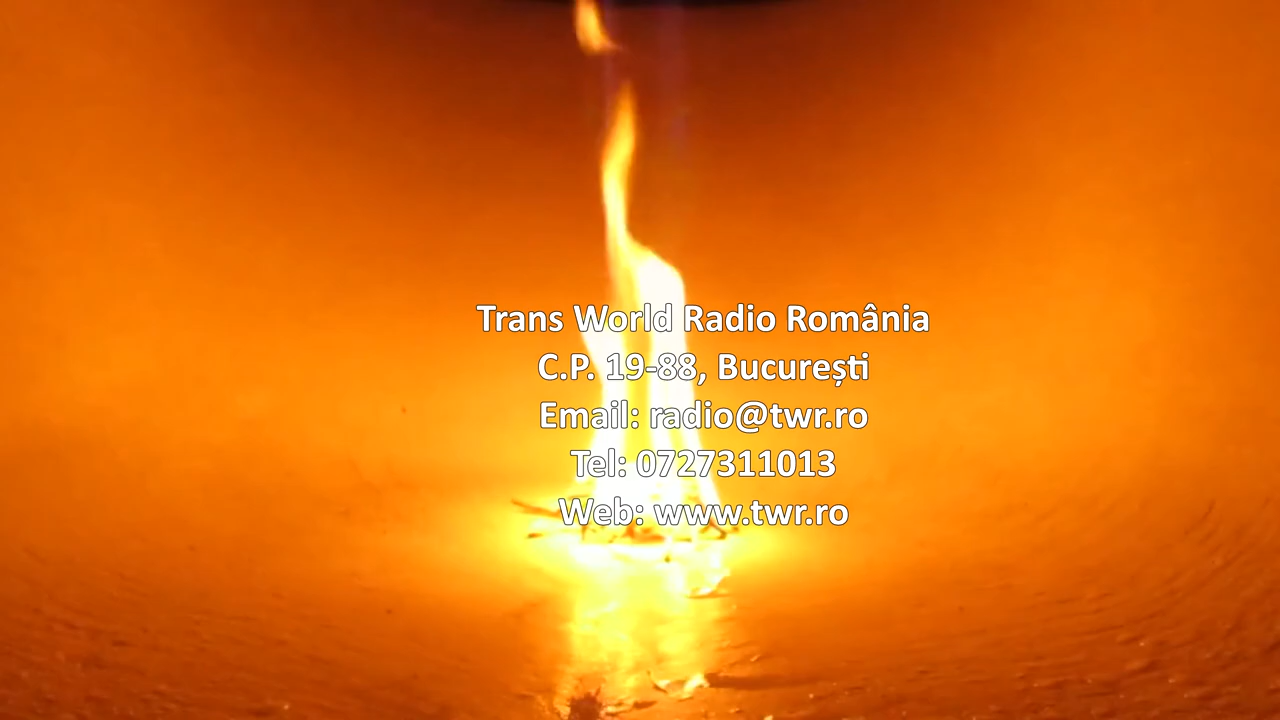 Trans World Radio România
C.P. 19-88, București
Email: radio@twr.ro
Tel: 0727311013
Web: www.twr.ro